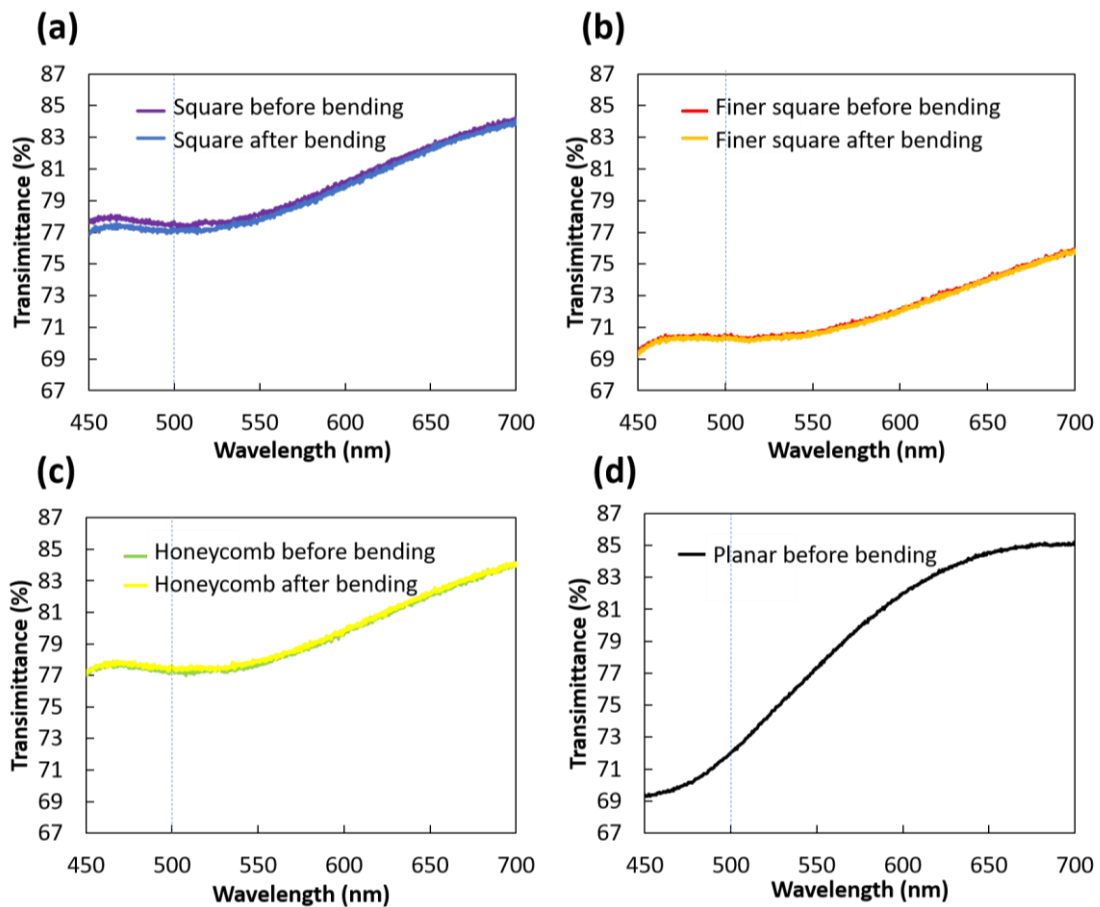 (a)
87
85
83
81
79
77
75
73
71
69
67
Transimittance (%)
Square before bending
Square after bending
450 500 550 600 650 700
Wavelength (nm)
(b)
87
85
83
81
79
77
75
73
71
69
67
Transimittance (%)
Finer square before bending
Finer square after bending
450 500 550 600 650 700
Wavelength (nm)
(c)
87
85
83
81
79
77
75
73
71
69
67
Transimittance (%)
Honeycomb before bending
Honeycomb after bending
450 500 550 600 650 700
Wavelength (nm)
(d)
87
85
83
81
79
77
75
73
71
69
67
Transimittance (%)
Planar before bending
450 500 550 600 650 700
Wavelength (nm)